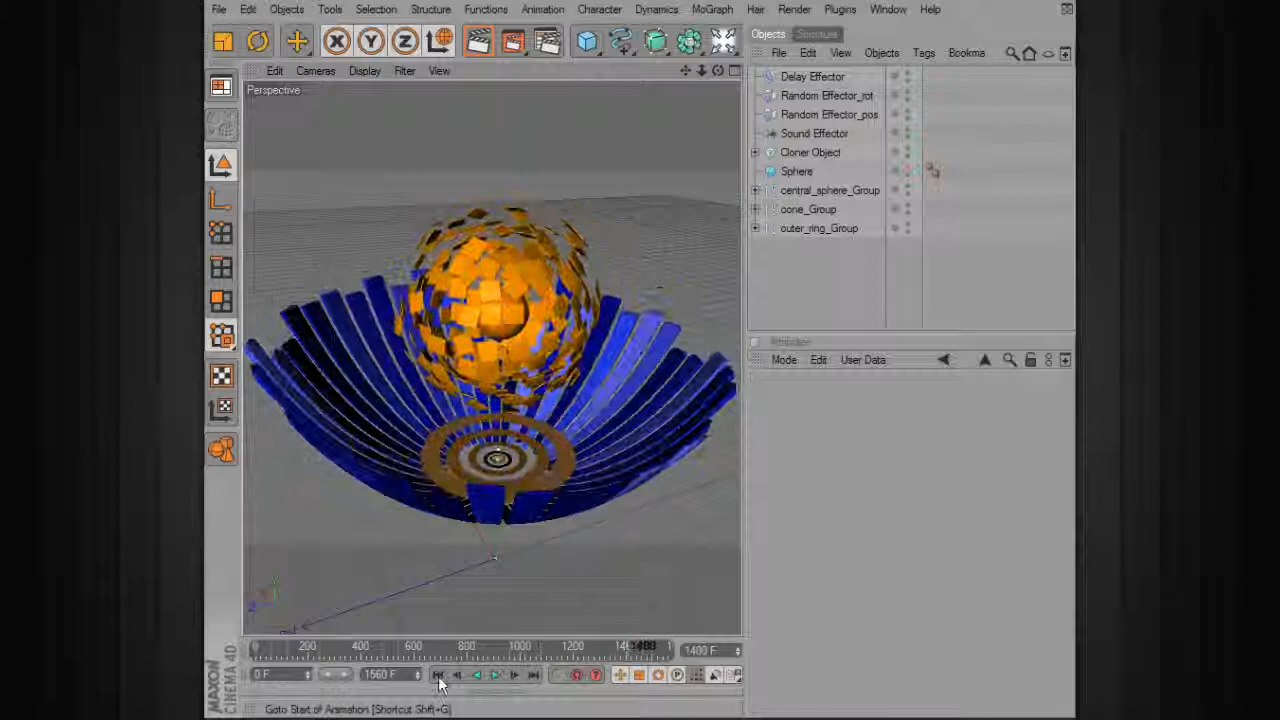 File Edit Objects Tools Selection Structure Functions Animation Character Dynamics MoGraph Hair Render Plugins Window Help
X Y Z
Objects Structure
File Edit View Objects Tags Bookma
Edit Cameras Display Filter View
Perspective
Delay Effector
Random Effector_rot
Random Effector_pos
Sound Effector
Cloner Object
Sphere
central_sphere_Group
cone_Group
outer_ring_Group
Attributes
Mode Edit User Data
200 400 600 800 1000 1200 1400 1400 F
0 F 1560 F
Goto Start of Animation [Shortcut Shift+G]
MAXON
CINEMA 4D